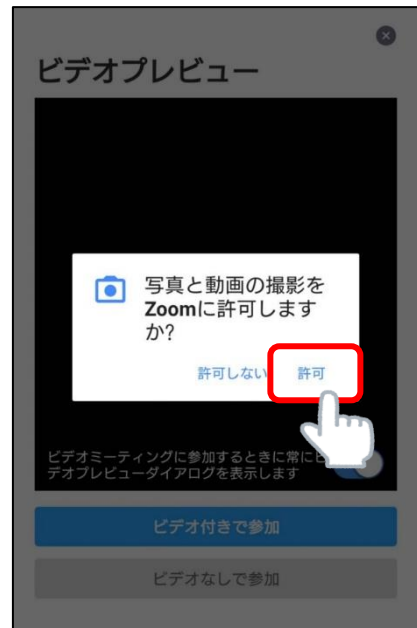 ビデオプレビュー
写真と動画の撮影を
Zoomに許可します
か?
許可しない
許可
ビデオミーティングに参加するときに常にビ
デオプレビューダイアログを表示します
ビデオ付きで参加
ビデオなしで参加